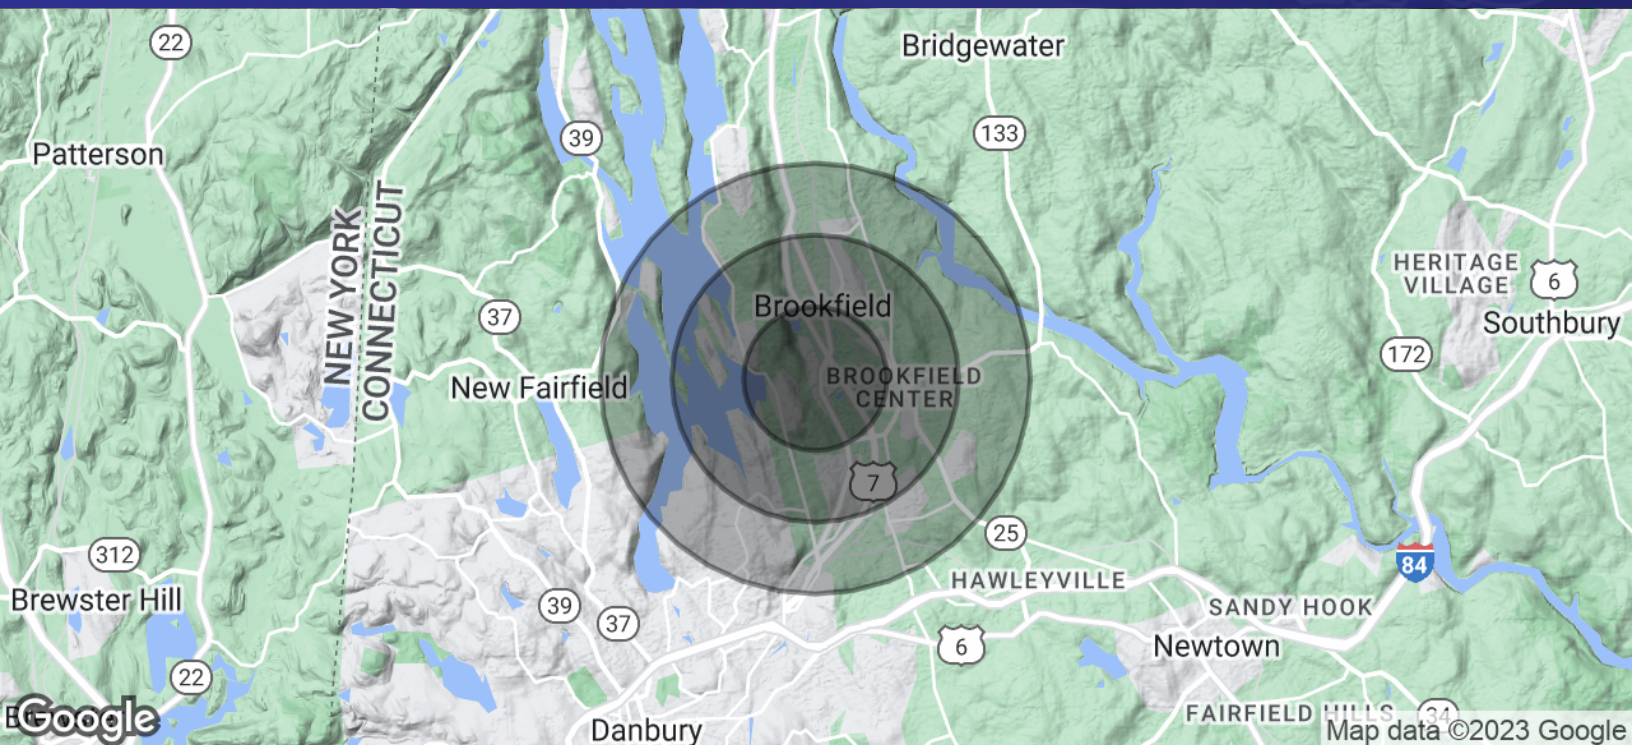 22
Bridgewater
39
133
Patterson
NEW YORK
CONNECTICUT
HERITAGE
VILLAGE
6
Brookfield
37
Southbury
172
New Fairfield
BROOKFIELD
CENTER
7
25
312
84
HAWLEYVILLE
Brewster Hill
39
SANDY HOOK
37
6
Newtown
22
FAIRFIELD HILLS
34
Google
Danbury
Map data ©2023 Google